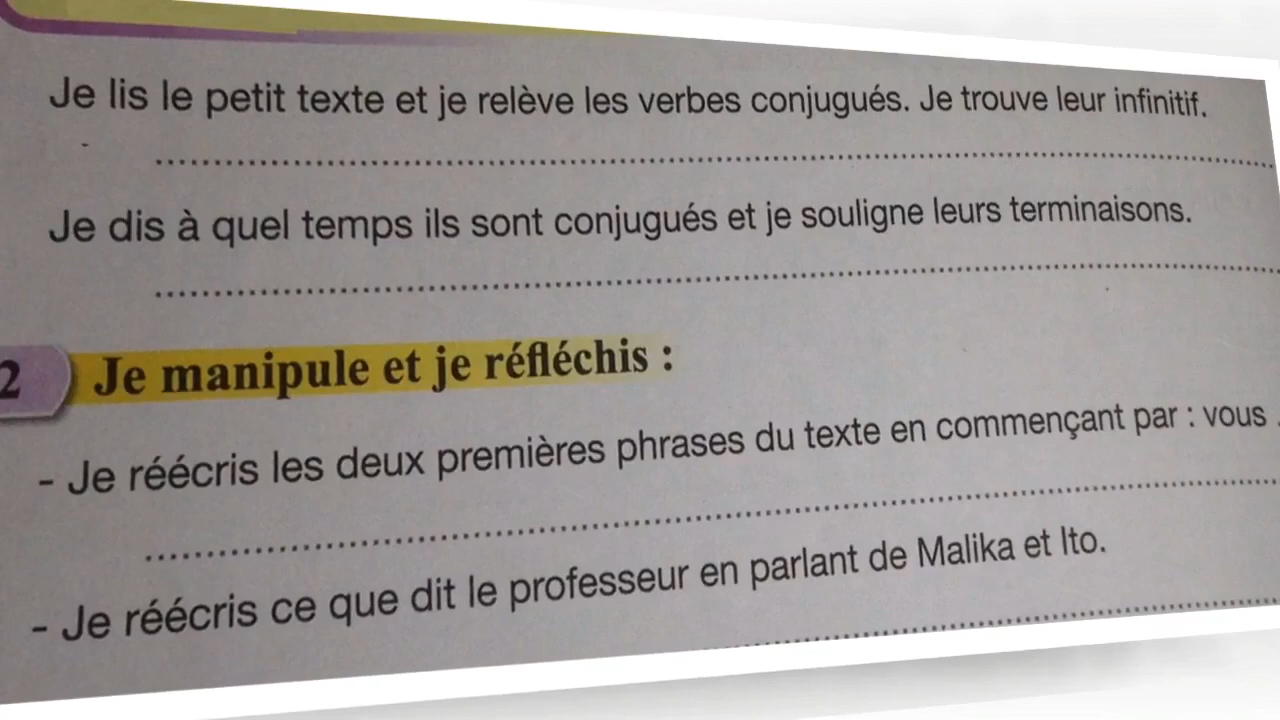 Je lis le petit texte et je relève les verbes conjugués. Je trouve leur infinitif.
Je dis à quel temps ils sont conjugués et je souligne leurs terminaisons.
2 Je manipule et je réfléchis :
- Je réécris les deux premières phrases du texte en commençant par : vous .
- Je réécris ce que dit le professeur en parlant de Malika et Ito.